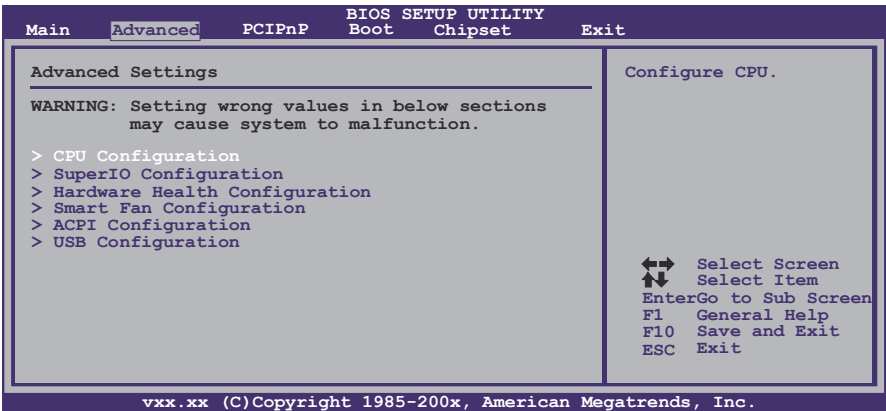 BIOS SETUP UTILITY
Main Advanced PCIPnP Boot Chipset Exit
Advanced Settings
WARNING: Setting wrong values in below sections
may cause system to malfunction.
> CPU Configuration
> SuperIO Configuration
> Hardware Health Configuration
> Smart Fan Configuration
> ACPI Configuration
> USB Configuration
Configure CPU.
Select Screen
Select Item
EnterGo to Sub Screen
F1 General Help
F10 Save and Exit
ESC Exit
vxx.xx (C)Copyright 1985-200x, American Megatrends, Inc.